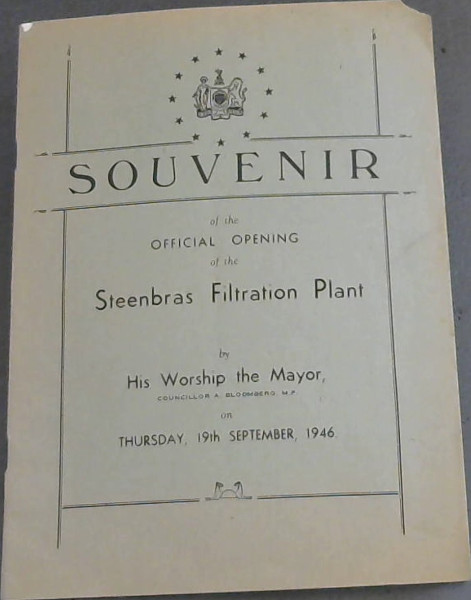 SOUVENIR
of the
OFFICIAL OPENING
of the
Steenbras Filtration Plant
by
His Worship the Mayor,
COUNCILLOR A. BLOOMBERG, M.P.
on
THURSDAY, 19th SEPTEMBER, 1946.